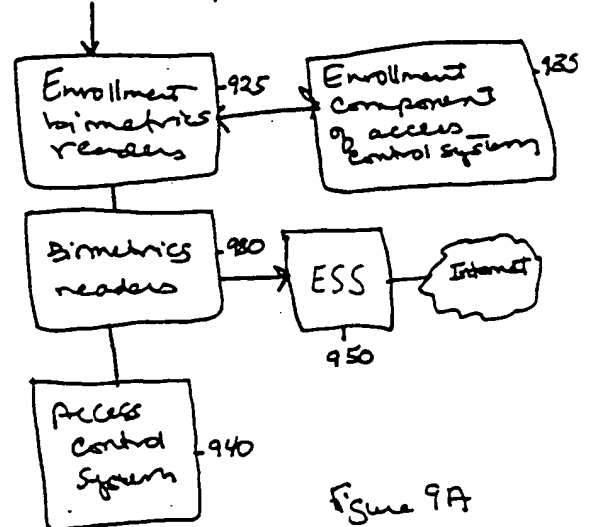 Enrollment
biometrics
readers
925
Enrollment
component
of access
control system
935
Biometrics
readers
930
ESS
950
Internet
Access
control
System
940
Figure 9A